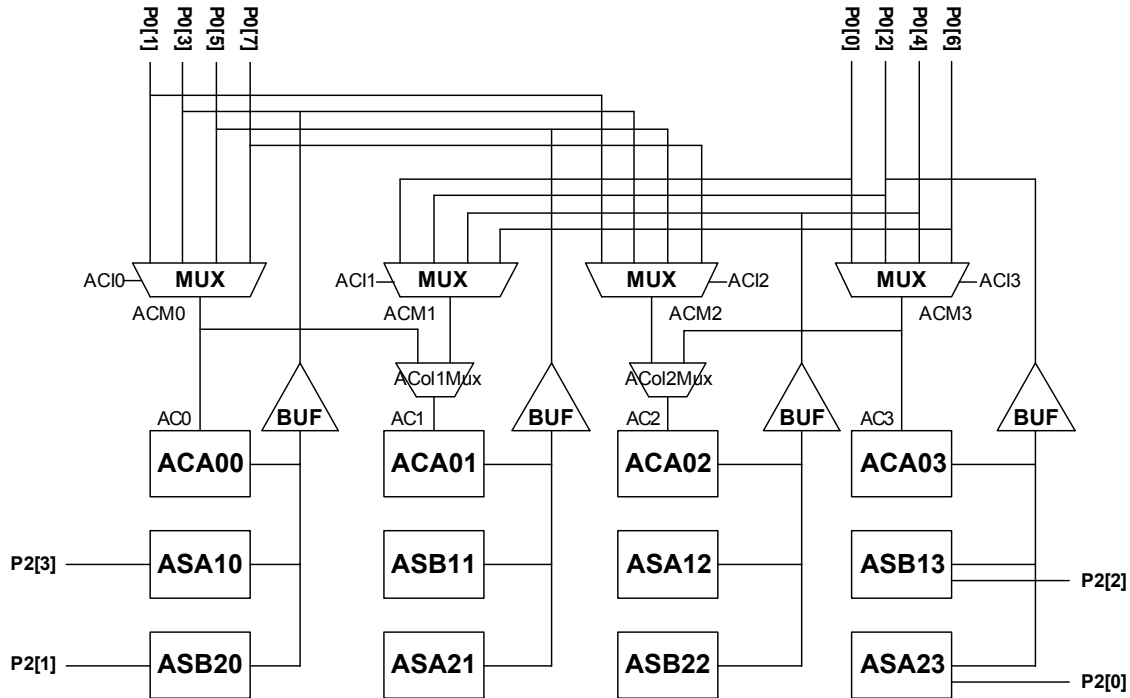 P0[1] P0[3] P0[5] P0[7] P0[0] P0[2] P0[4] P0[6]
ACI0 MUX ACI1 MUX MUX ACI2 MUX ACI3
ACM0 ACM1 ACM2 ACM3
ACol1Mux ACol2Mux
AC0 BUF AC1 BUF AC2 BUF AC3 BUF
ACA00 ACA01 ACA02 ACA03
P2[3] ASA10 ASB11 ASA12 ASB13
P2[2]
P2[1] ASB20 ASA21 ASB22 ASA23
P2[0]